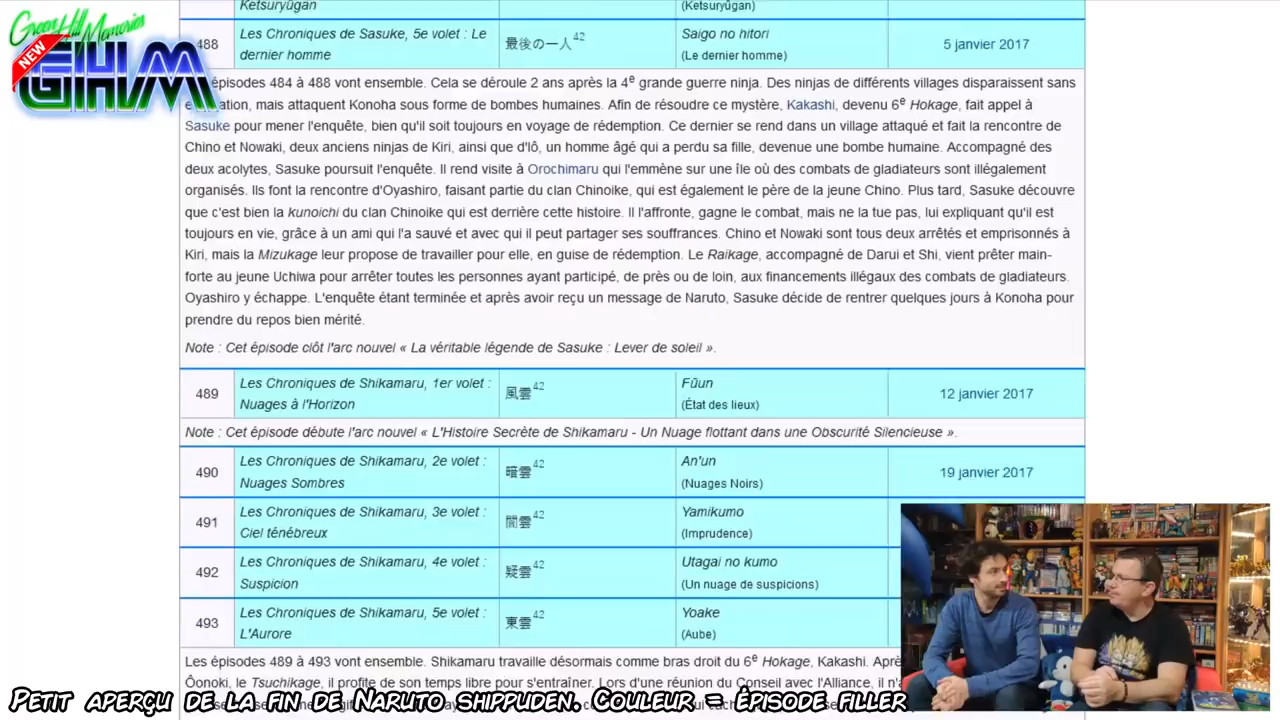 Ketsuryūgan
(Ketsuryūgan)
Green Hill Memories
NEW
GHM
488
Les Chroniques de Sasuke, 5e volet : Le
dernier homme
最後の一人42
Saigo no hitori
(Le dernier homme)
5 janvier 2017
épisodes 484 à 488 vont ensemble. Cela se déroule 2 ans après la 4e grande guerre ninja. Des ninjas de différents villages disparaissent sans
mais attaquent Konoha sous forme de bombes humaines. Afin de résoudre ce mystère, Kakashi, devenu 6e Hokage, fait appel à
Sasuke pour mener l'enquête, bien qu'il soit toujours en voyage de rédemption. Ce dernier se rend dans un village attaqué et fait la rencontre de
Chino et Nowaki, deux anciens ninjas de Kiri, ainsi que d'Iô, un homme âgé qui a perdu sa fille, devenue une bombe humaine. Accompagné des
deux acolytes, Sasuke poursuit l'enquête. Il rend visite à Orochimaru qui l'emmène sur une île où des combats de gladiateurs sont illégalement
organisés. Ils font la rencontre d'Oyashiro, faisant partie du clan Chinoike, qui est également le père de la jeune Chino. Plus tard, Sasuke découvre
que c'est bien la kunoichi du clan Chinoike qui est derrière cette histoire. Il l'affronte, gagne le combat, mais ne la tue pas, lui expliquant qu'il est
toujours en vie, grâce à un ami qui l'a sauvé et avec qui il peut partager ses souffrances. Chino et Nowaki sont tous deux arrêtés et emprisonnés à
Kiri, mais la Mizukage leur propose de travailler pour elle, en guise de rédemption. Le Raikage, accompagné de Darui et Shi, vient prêter main-
forte au jeune Uchiwa pour arrêter toutes les personnes ayant participé, de près ou de loin, aux financements illégaux des combats de gladiateurs.
Oyashiro y échappe. L'enquête étant terminée et après avoir reçu un message de Naruto, Sasuke décide de rentrer quelques jours à Konoha pour
prendre du repos bien mérité.
Note : Cet épisode clôt l'arc nouvel « La véritable légende de Sasuke : Lever de soleil ».
489
Les Chroniques de Shikamaru, 1er volet :
Nuages à l'Horizon
風雲42
Fūun
(État des lieux)
12 janvier 2017
Note : Cet épisode débute l'arc nouvel « L'Histoire Secrète de Shikamaru - Un Nuage flottant dans une Obscurité Silencieuse ».
490
Les Chroniques de Shikamaru, 2e volet :
Nuages Sombres
暗雲42
An'un
(Nuages Noirs)
19 janvier 2017
491
Les Chroniques de Shikamaru, 3e volet :
Ciel ténébreux
闇雲42
Yamikumo
(Imprudence)
492
Les Chroniques de Shikamaru, 4e volet :
Suspicion
疑雲42
Utagai no kumo
(Un nuage de suspicions)
493
Les Chroniques de Shikamaru, 5e volet :
L'Aurore
東雲42
Yoake
(Aube)
Les épisodes 489 à 493 vont ensemble. Shikamaru travaille désormais comme bras droit du 6e Hokage, Kakashi.
Ôonoki, le Tsuchikage, il profite de son temps libre pour s'entraîner. Lors d'une réunion du Conseil avec l'Alliance, il
Petit aperçu de la fin de Naruto shippuden. Couleur = épisode filler